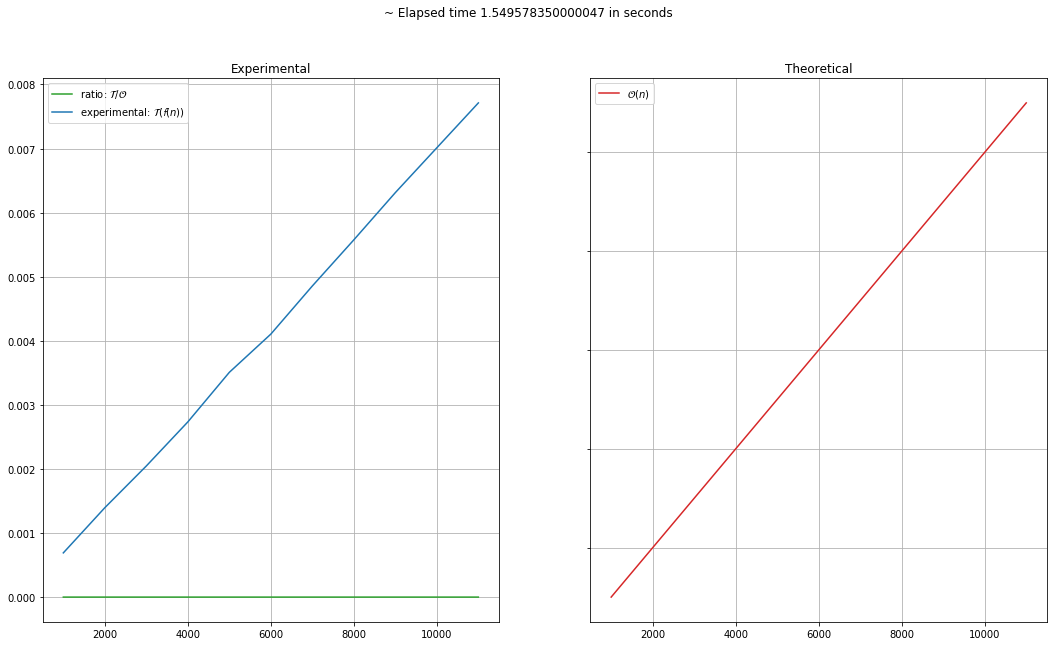 ~ Elapsed time 1.549578350000047 in seconds
Experimental
ratio: 𝒯/𝒪
experimental: 𝒯(f(n))
0.008
0.007
0.006
0.005
0.004
0.003
0.002
0.001
0.000
2000 4000 6000 8000 10000
Theoretical
𝒪(n)
2000 4000 6000 8000 10000